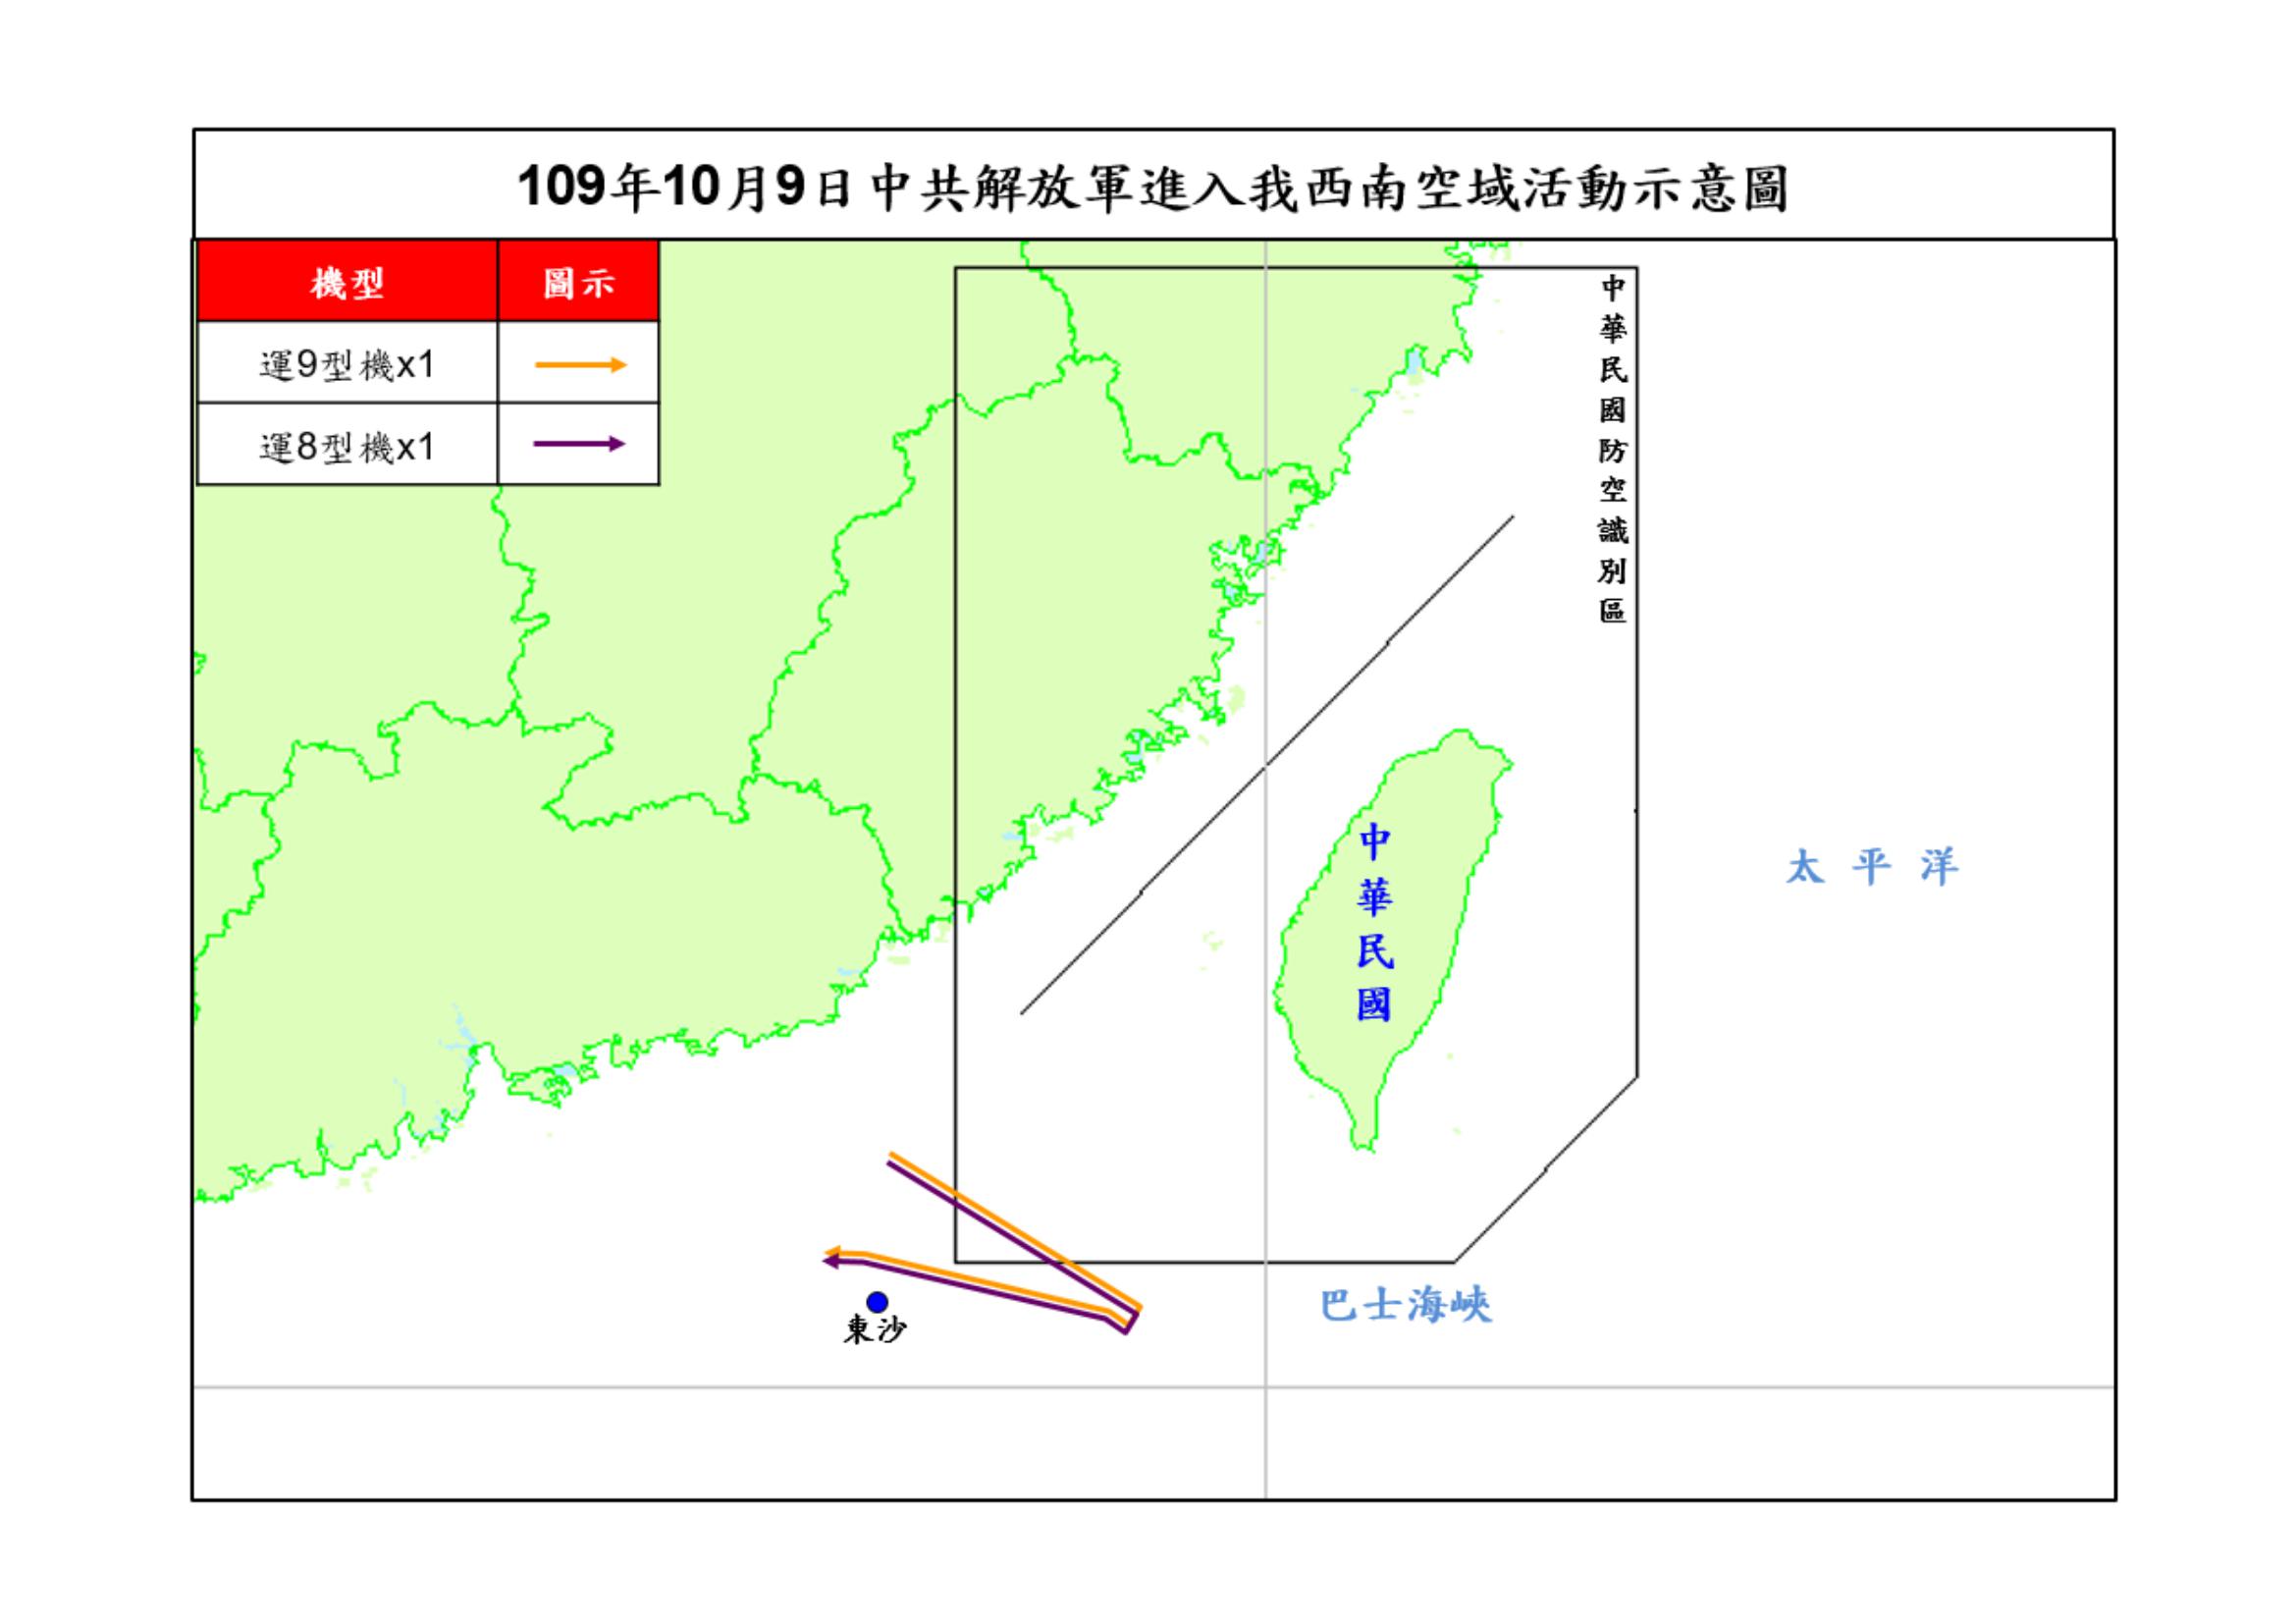 109年10月9日中共解放軍進入我西南空域活動示意圖
機型 圖示
運9型機x1
運8型機x1
中華民國防空識別區
中華民國
太平洋
巴士海峽
東沙